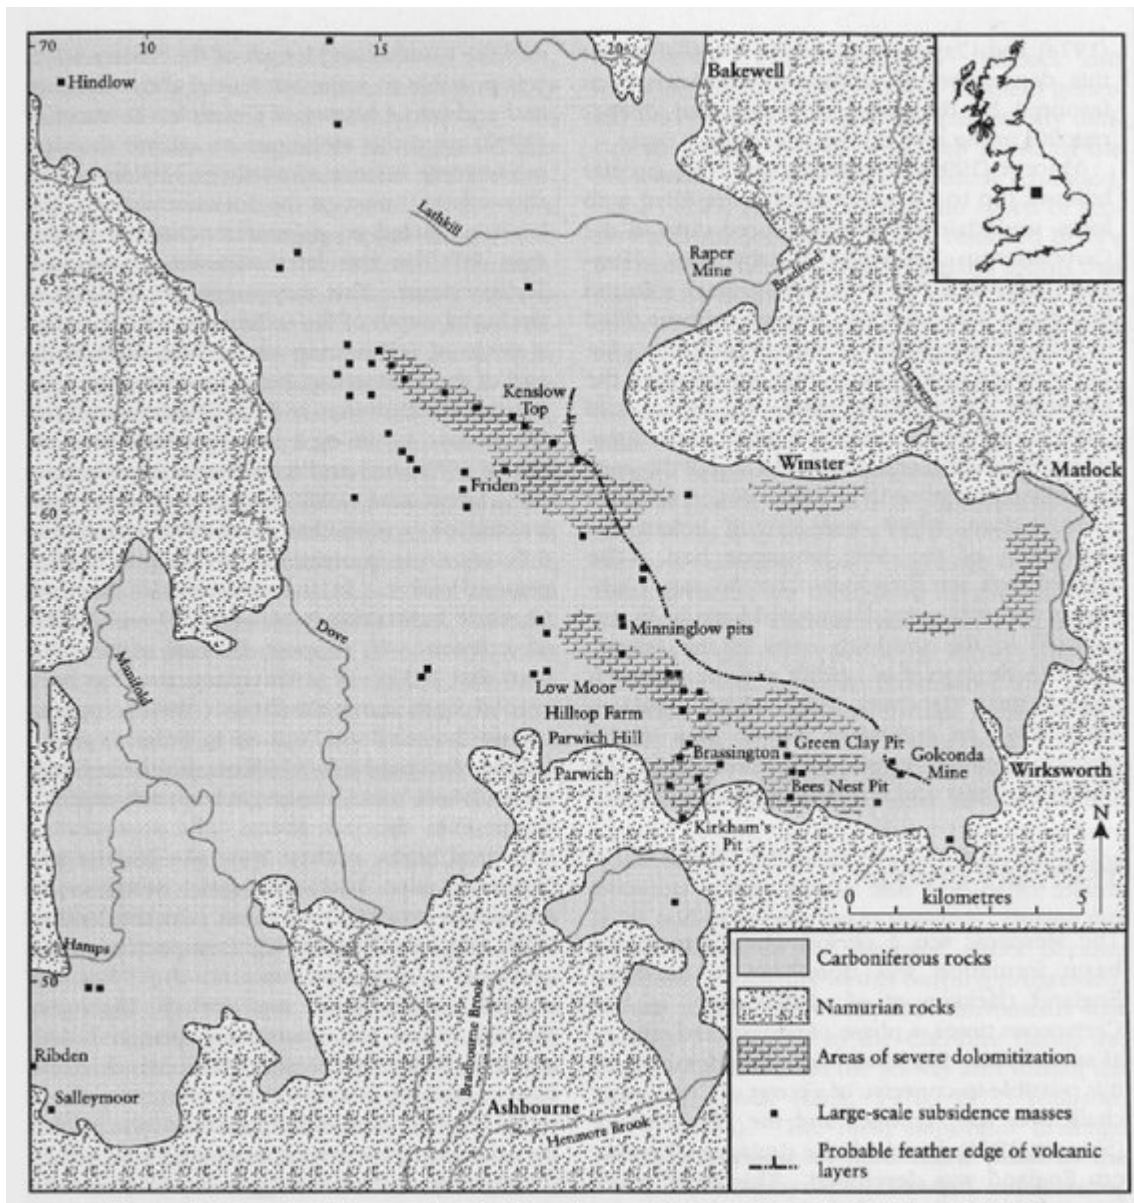 70
10
15
20
25
Hindlow
Bakewell
Wye
Lathkill
Raper
Mine
Bradford
65
Derwent
Kenslow
Top
Winster
Matlock
Friden
60
Dove
Minninglow pits
Manifold
Low Moor
Hilltop Farm
Parwich Hill
55
Green Clay Pit
Brassington
Golconda
Mine
Parwich
Wirksworth
Bees Nest Pit
Kirkham's
Pit
N
0 kilometres 5
Hamps
50
Carboniferous rocks
Namurian rocks
Bradbourne Brook
Ribden
Areas of severe dolomitization
Salleymoor
Ashbourne
Large-scale subsidence masses
Henmore Brook
Probable feather edge of volcanic
layers